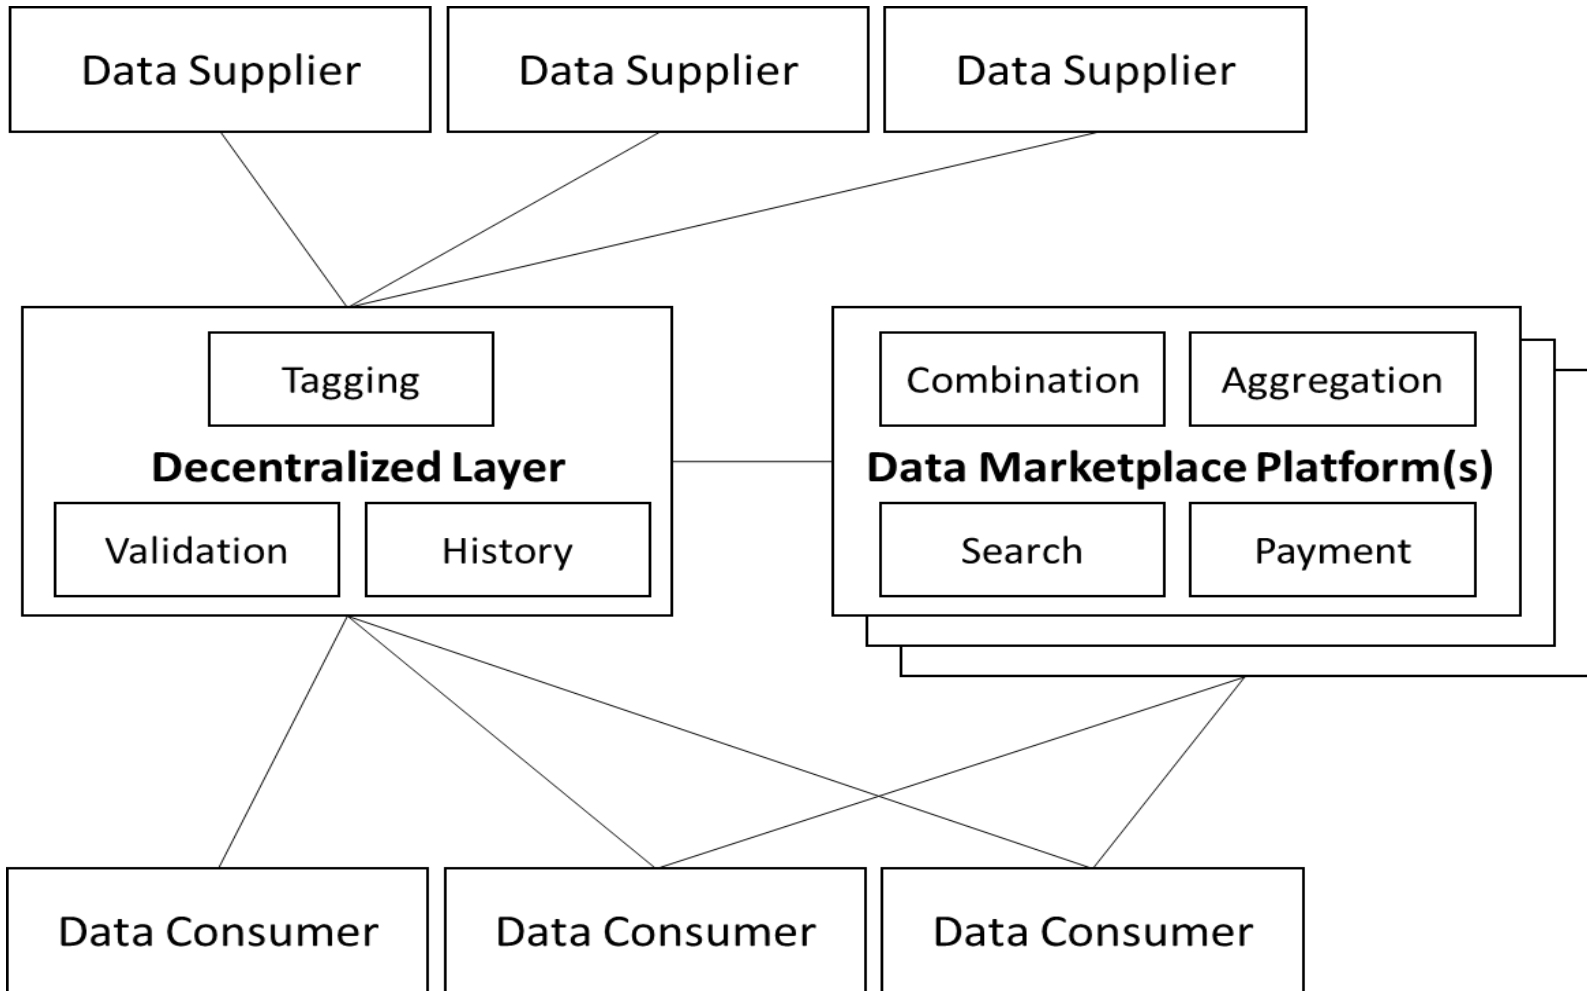 Data Supplier
Data Supplier
Data Supplier
Tagging
Decentralized Layer
Validation
History
Combination
Aggregation
Data Marketplace Platform(s)
Search
Payment
Data Consumer
Data Consumer
Data Consumer